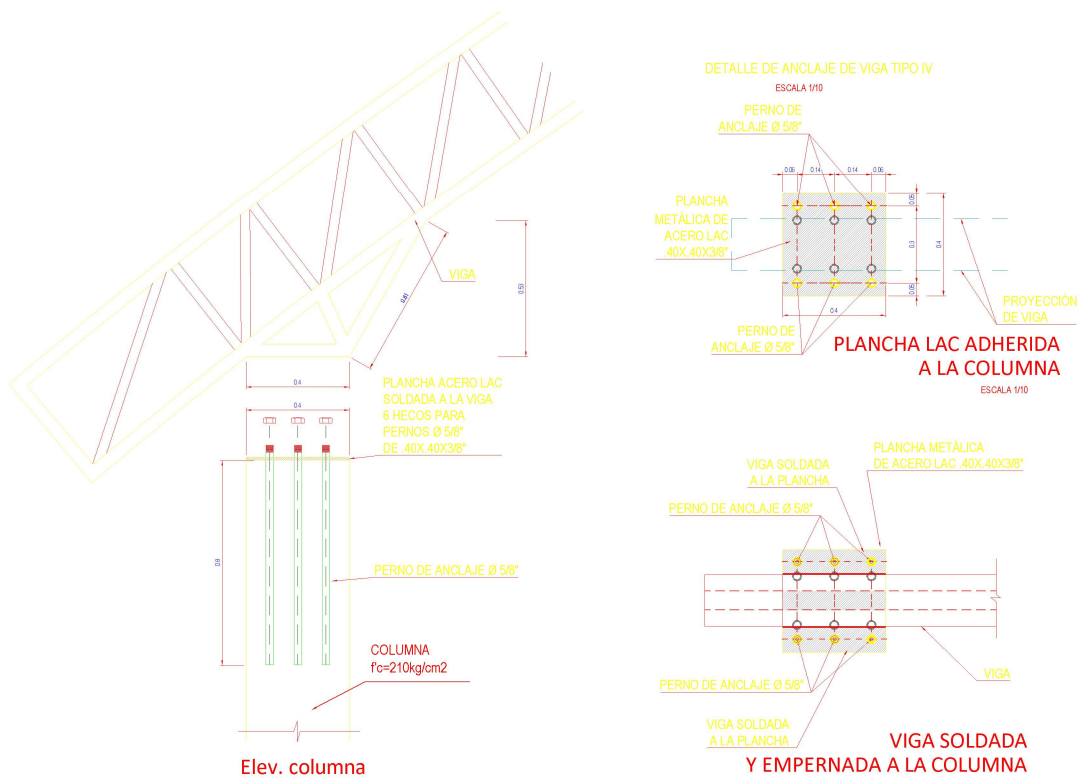 VIGA
0.61
0.53
0.4
0.4
PLANCHA ACERO LAC
SOLDADA A LA VIGA
6 HECOS PARA
PERNOS Ø 5/8"
DE .40X.40X3/8"
PERNO DE ANCLAJE Ø 5/8"
COLUMNA
f'c=210kg/cm2
Elev. columna
DETALLE DE ANCLAJE DE VIGA TIPO IV
ESCALA 1/10
PERNO DE
ANCLAJE Ø 5/8"
0.06
0.14
0.14
0.06
PLANCHA
METÁLICA DE
ACERO LAC
.40X.40X3/8"
0.05
0.3
0.4
0.05
0.4
PROYECCIÓN
DE VIGA
PERNO DE
ANCLAJE Ø 5/8"
PLANCHA LAC ADHERIDA
A LA COLUMNA
ESCALA 1/10
PLANCHA METÁLICA
DE ACERO LAC .40X.40X3/8"
VIGA SOLDADA
A LA PLANCHA
PERNO DE ANCLAJE Ø 5/8"
VIGA
PERNO DE ANCLAJE Ø 5/8"
VIGA SOLDADA
A LA PLANCHA
VIGA SOLDADA
Y EMPERNADA A LA COLUMNA